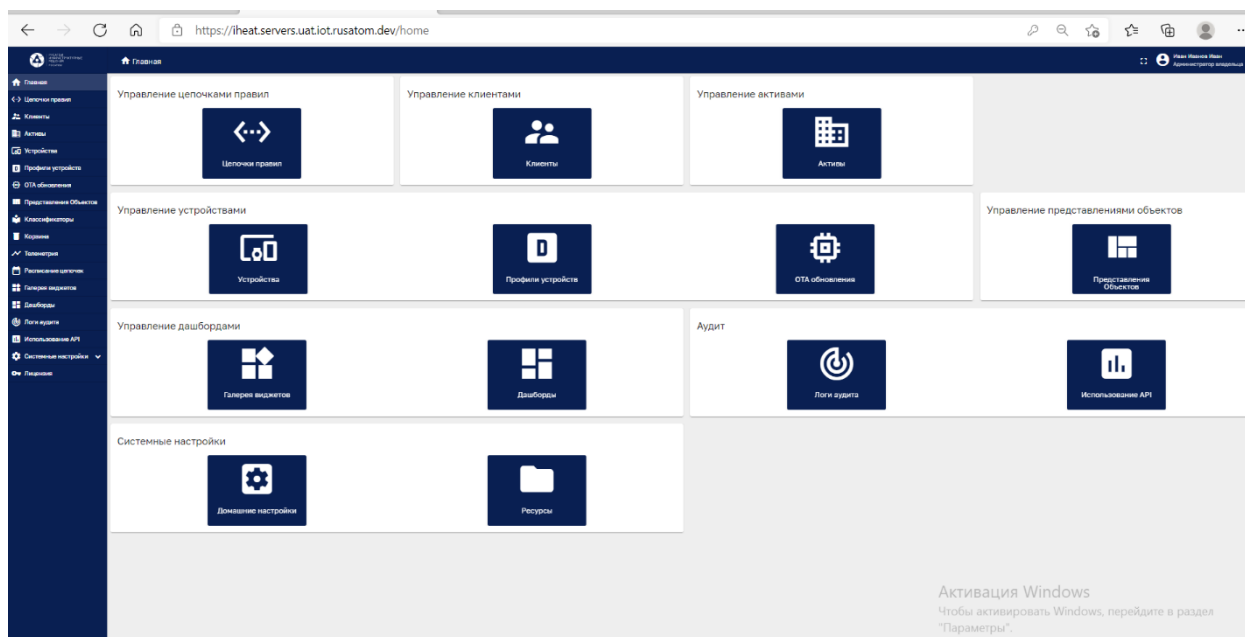 https://iheat.servers.uat.iot.rusatom.dev/home
Главная
Иван Иванов Иван
Администратор владельца
Главная
Цепочки правил
Клиенты
Активы
Устройства
Профили устройств
OTA обновления
Представления Объектов
Классификаторы
Корзина
Телеметрия
Расписание цепочек
Галерея виджетов
Дашборды
Логи аудита
Использование API
Системные настройки
Лицензия
Управление цепочками правил
Цепочки правил
Управление клиентами
Клиенты
Управление активами
Активы
Управление устройствами
Устройства
D
Профили устройств
OTA обновления
Управление представлениями объектов
Представления
Объектов
Управление дашбордами
Галерея виджетов
Дашборды
Аудит
Логи аудита
Использование API
Системные настройки
Домашние настройки
Ресурсы
Активация Windows
Чтобы активировать Windows, перейдите в раздел
"Параметры".